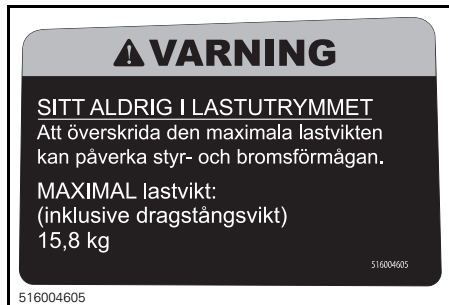 VARNING
SITT ALDRIG I LASTUTRYMMET
Att överskrida den maximala lastvikten
kan påverka styr- och bromsförmågan.
MAXIMAL lastvikt:
(inklusive dragstångsvikt)
15,8 kg
516004605
516004605